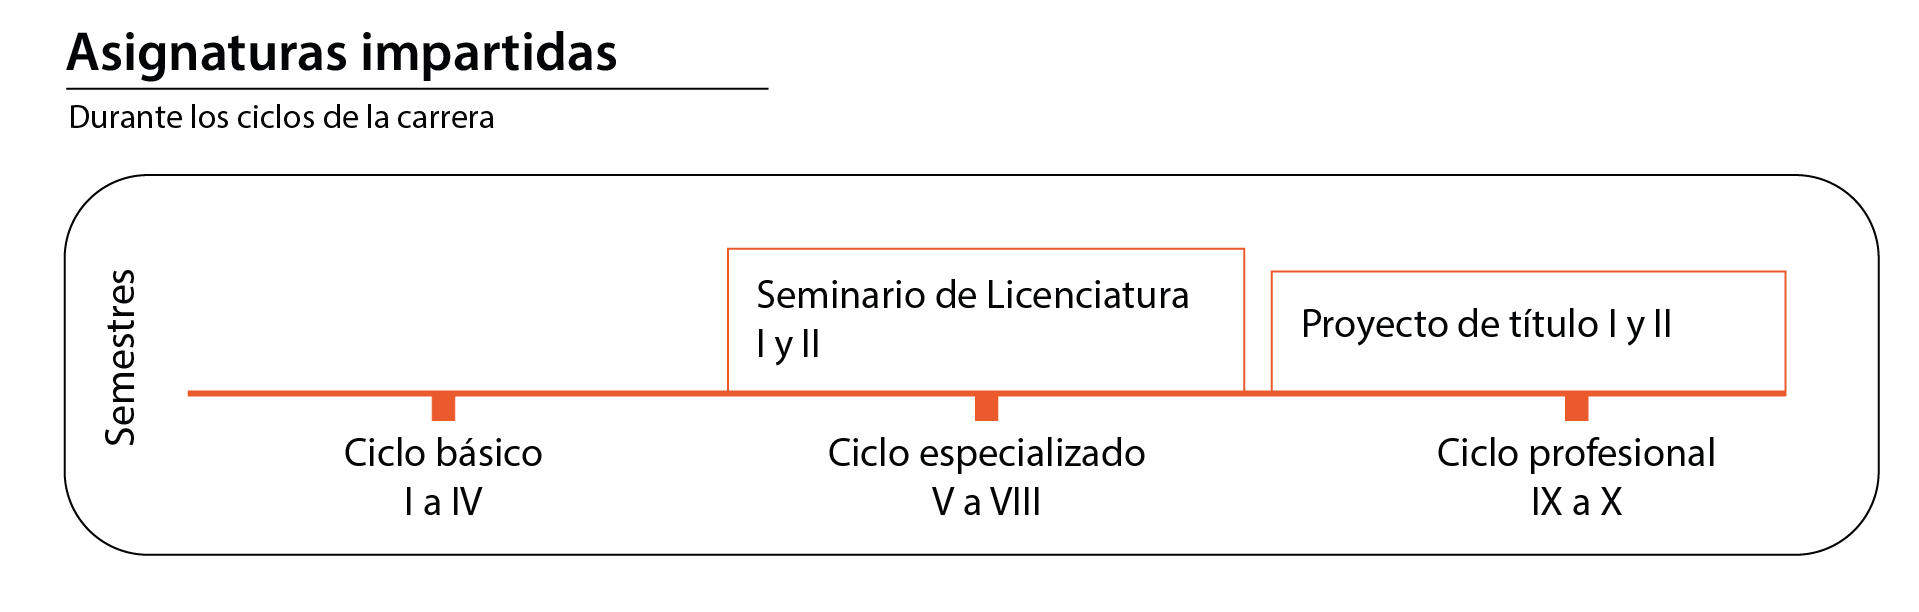 Asignaturas impartidas
Durante los ciclos de la carrera
Semestres
Seminario de Licenciatura
I y II
Proyecto de título I y II
Ciclo básico
I a IV
Ciclo especializado
V a VIII
Ciclo profesional
IX a X